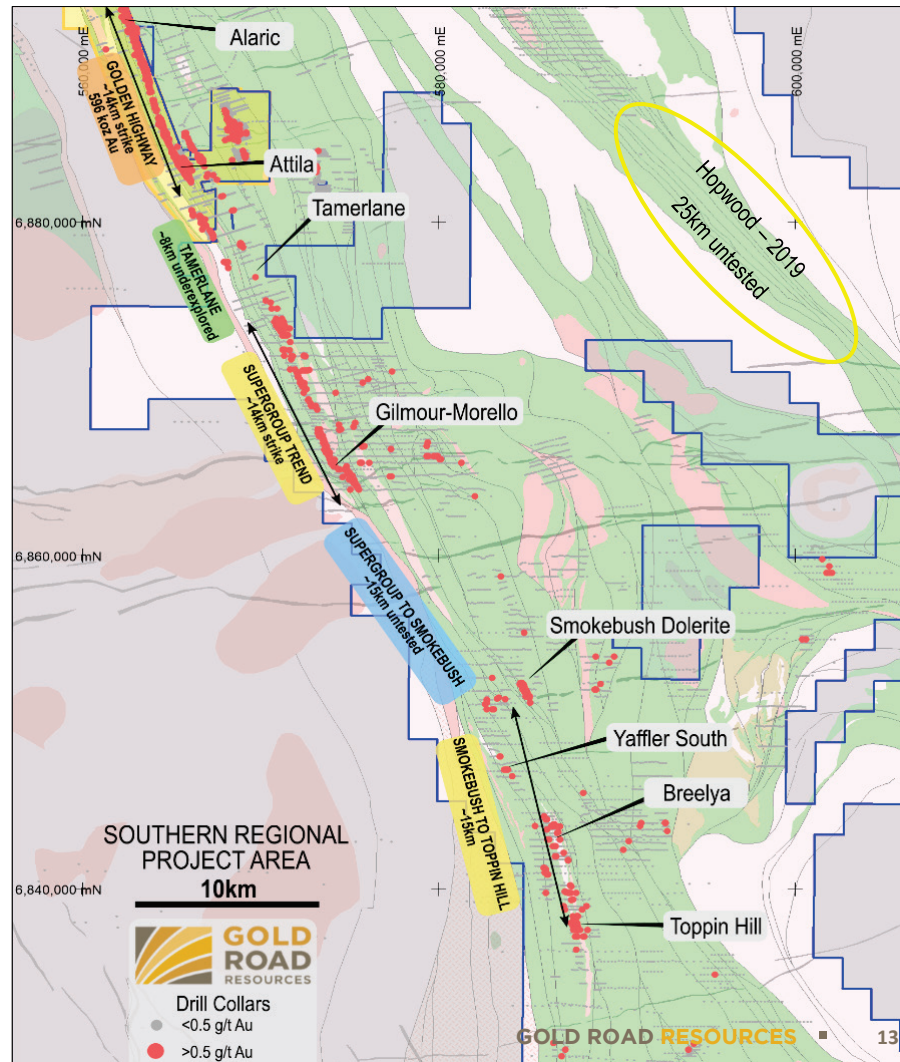 Alaric
560,000 mE
580,000 mE
600,000 mE
GOLDEN HIGHWAY
~14km strike
596 koz Au
Attila
Hopwood – 2019
25km untested
Tamerlane
6,880,000 mN
TAMERLANE
~8km underexplored
SUPERGROUP TREND
~14km strike
Gilmour-Morello
6,860,000 mN
SUPERGROUP TO SMOKEBUSH
~15km untested
Smokebush Dolerite
Yaffler South
SMOKEBUSH TO TOPPIN HILL
~15km
Breelya
SOUTHERN REGIONAL
PROJECT AREA
10km
6,840,000 mN
Toppin Hill
GOLD
ROAD
RESOURCES
Drill Collars
<0.5 g/t Au
>0.5 g/t Au
GOLD ROAD RESOURCES 13